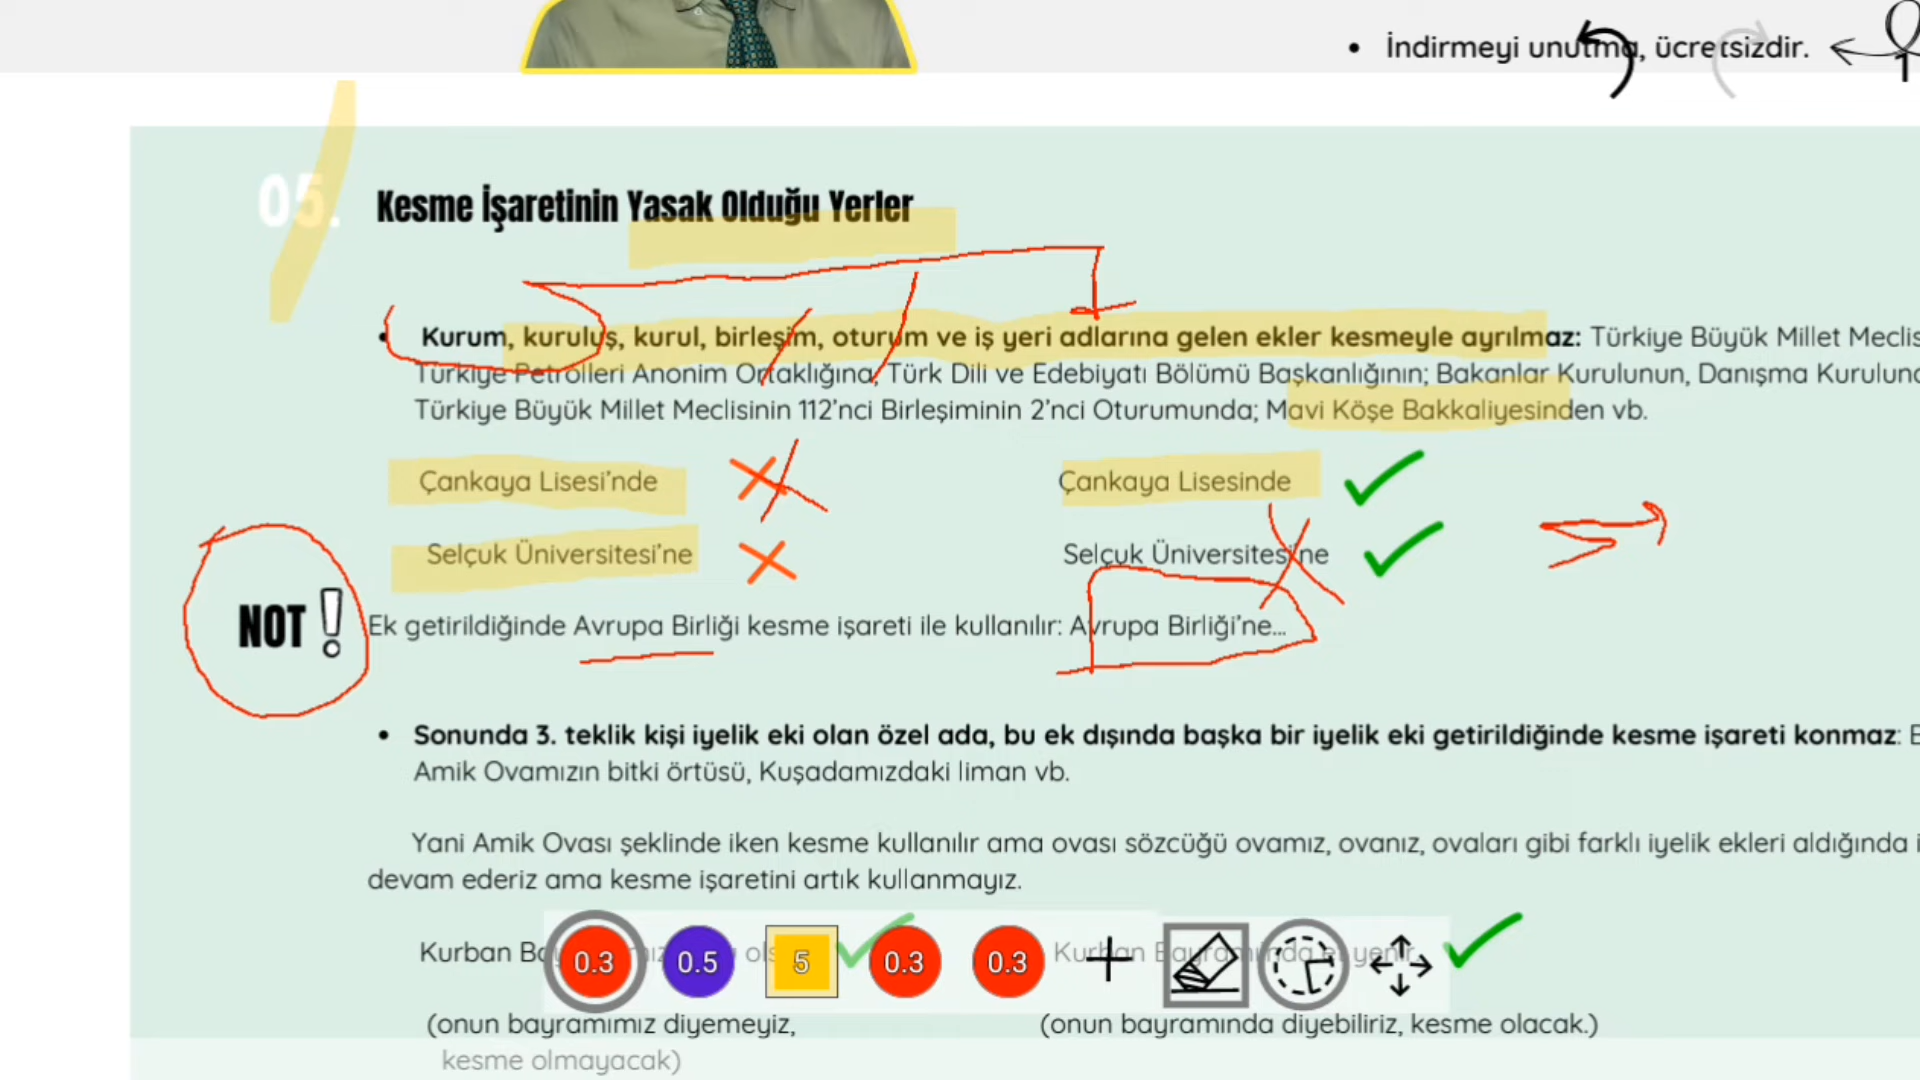 • İndirmeyi unutma, ücretsizdir.
1
05. Kesme İşaretinin Yasak Olduğu Yerler
• Kurum, kuruluş, kurul, birleşim, oturum ve iş yeri adlarına gelen ekler kesmeyle ayrılmaz: Türkiye Büyük Millet
Türkiye Petrolleri Anonim Ortaklığına; Türk Dili ve Edebiyatı Bölümü Başkanlığının; Bakanlar Kurulunun, Danışma
Türkiye Büyük Millet Meclisinin 112’nci Birleşiminin 2’nci Oturumunda; Mavi Köşe Bakkaliyesinden vb.
Çankaya Lisesi’nde Çankaya Lisesinde
Selçuk Üniversitesi’ne Selçuk Üniversitesine
NOT! Ek getirildiğinde Avrupa Birliği kesme işareti ile kullanılır: Avrupa Birliği’ne...
• Sonunda 3. teklik kişi iyelik eki olan özel ada, bu ek dışında başka bir iyelik eki getirildiğinde kesme işareti konmaz:
Amik Ovamızın bitki örtüsü, Kuşadamızdaki liman vb.
Yani Amik Ovası şeklinde iken kesme kullanılır ama ovası sözcüğü ovamız, ovanız, ovaları gibi farklı iyelik ekleri aldığında
devam ederiz ama kesme işaretini artık kullanmayız.
Kurban Kurban yenir.
0.3 0.5 5 0.3 0.3
(onun bayramımız diyemeyiz, (onun bayramında diyebiliriz, kesme olacak.)
kesme olmayacak)